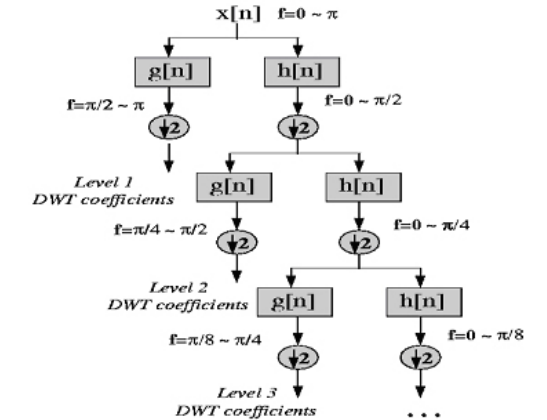 x[n] f=0 ~ π
g[n] h[n]
f=π/2 ~ π f=0 ~ π/2
↓2 ↓2
Level 1
DWT coefficients
g[n] h[n]
f=π/4 ~ π/2 f=0 ~ π/4
↓2 ↓2
Level 2
DWT coefficients
g[n] h[n]
f=π/8 ~ π/4 f=0 ~ π/8
↓2 ↓2
Level 3
DWT coefficients
...